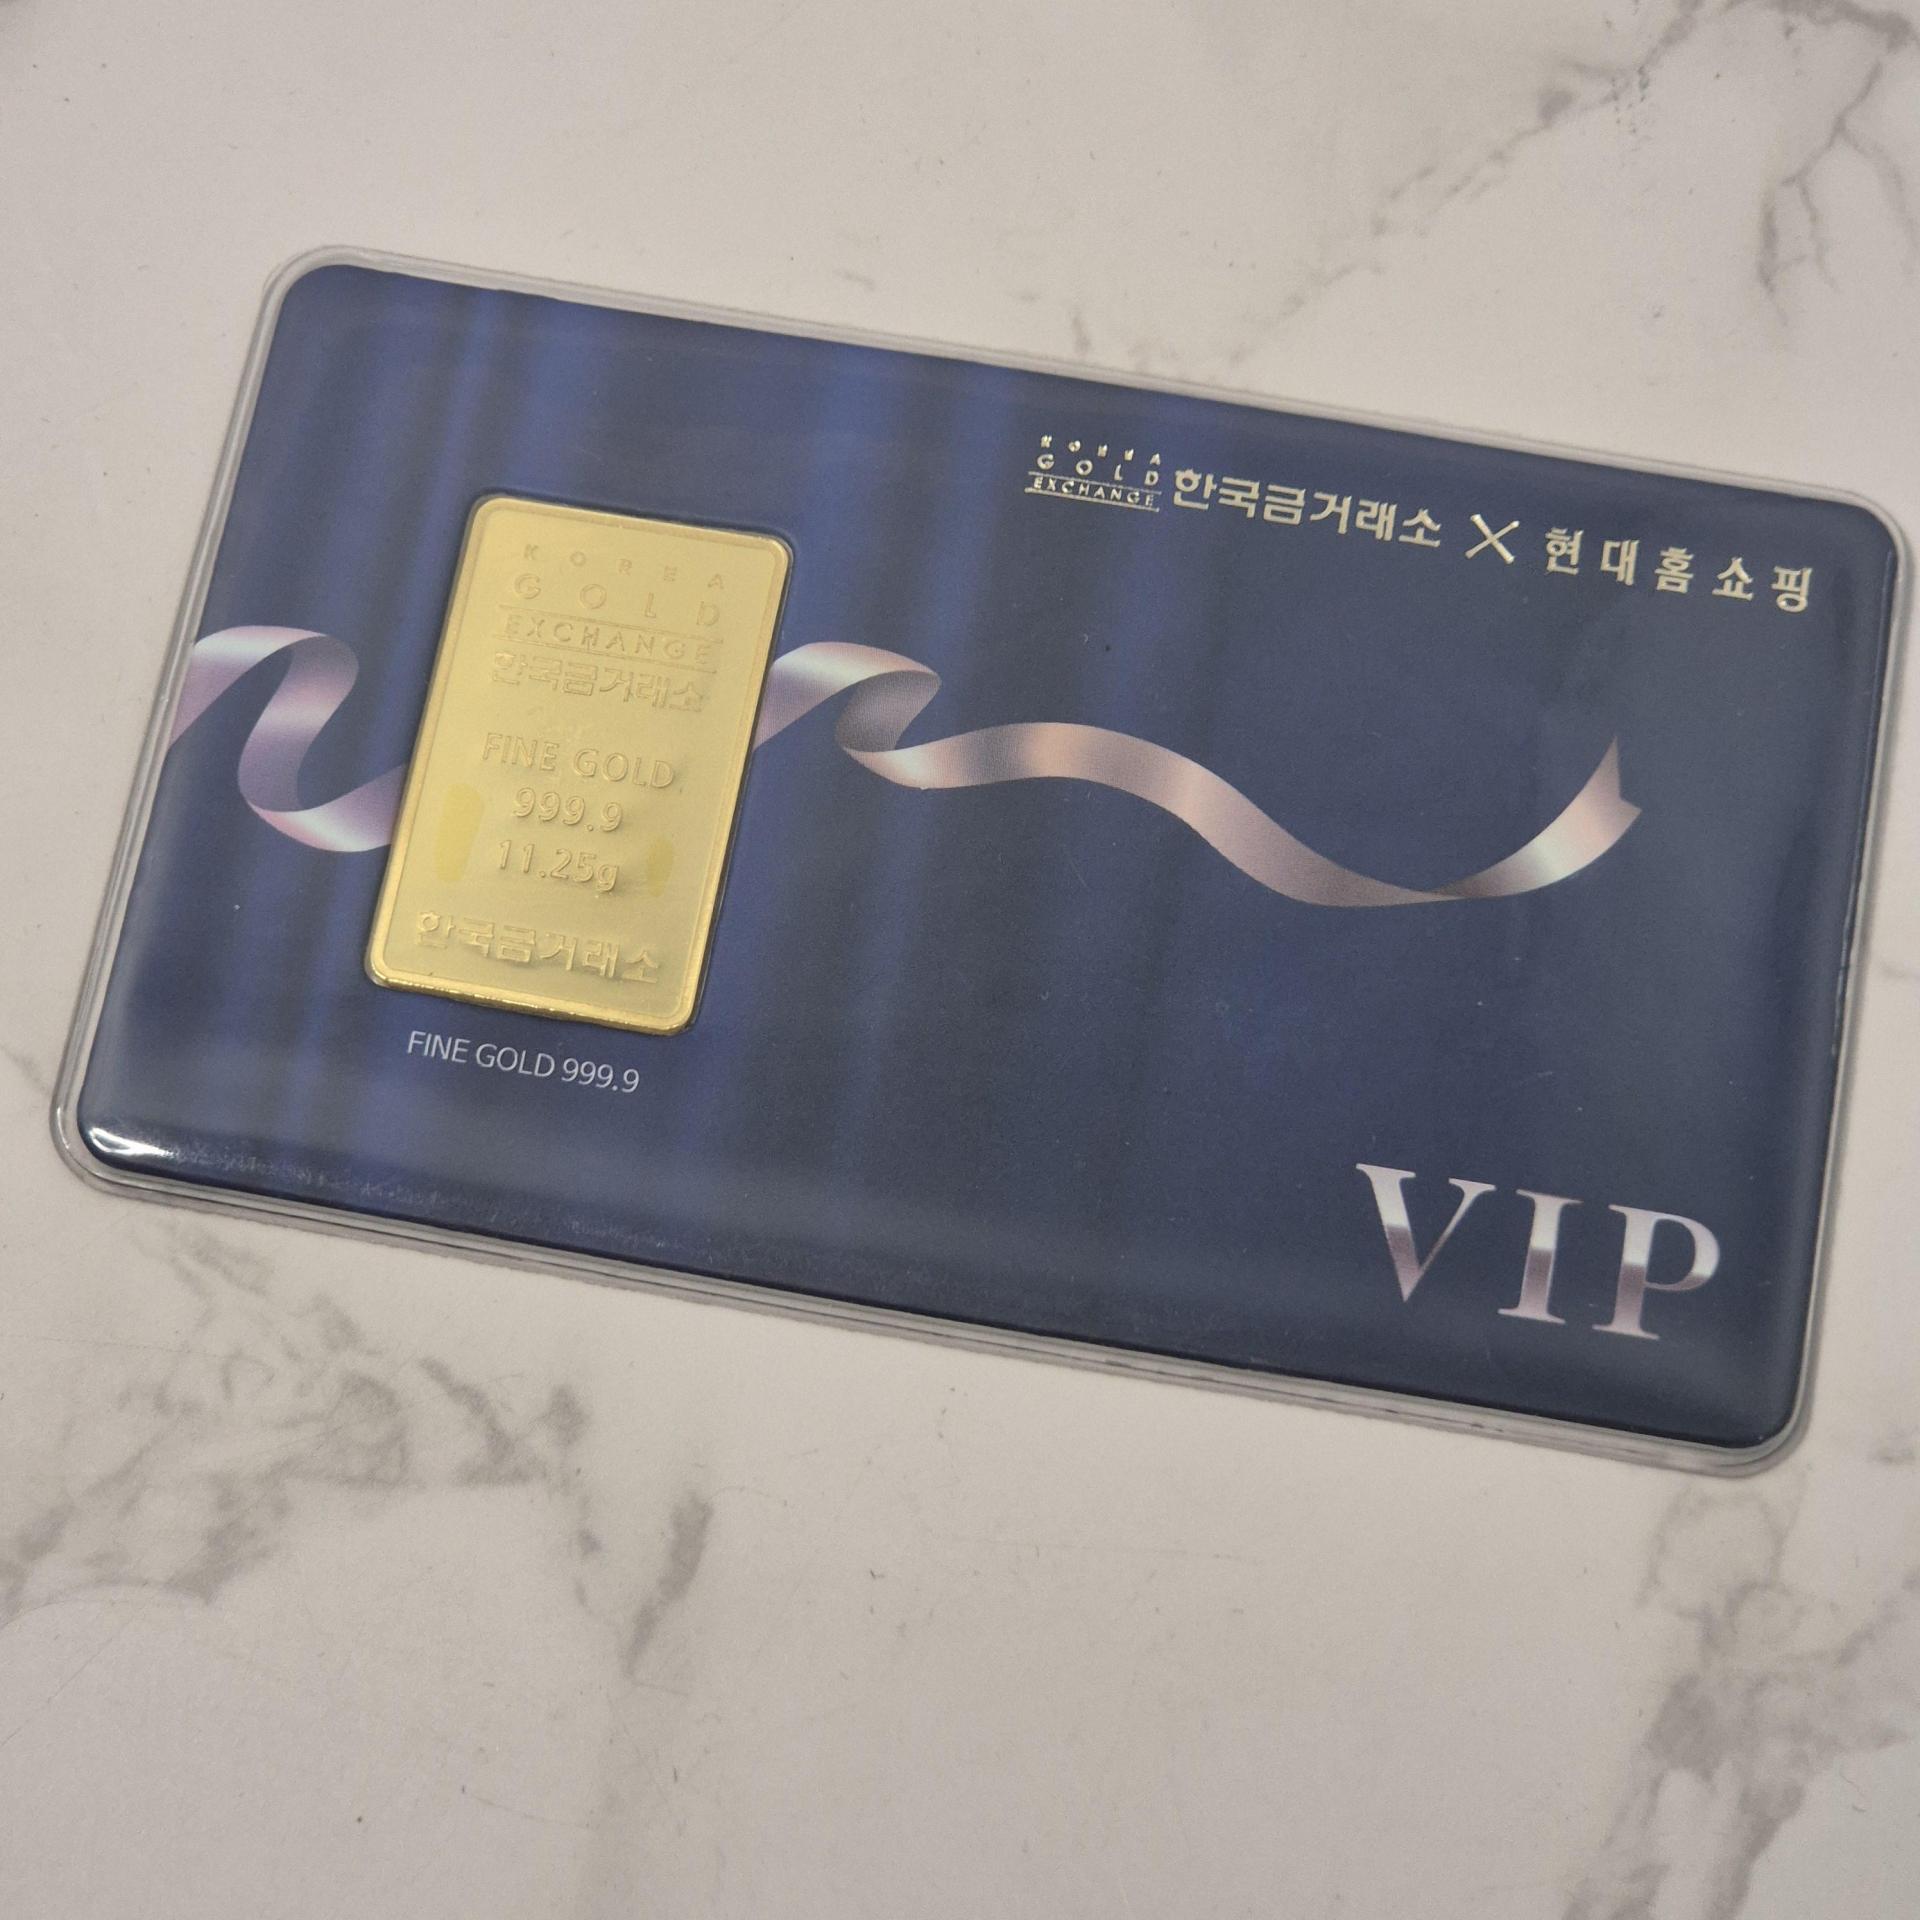 KOREA
GOLD
EXCHANGE
한국금거래소 X 현대홈쇼핑
KOREA
GOLD
EXCHANGE
한국금거래소
FINE GOLD
999.9
11.25g
한국금거래소
FINE GOLD 999.9
VIP